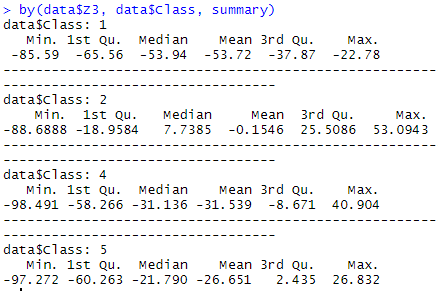 > by(data$Z3, data$Class, summary)
data$Class: 1
Min. 1st Qu. Median Mean 3rd Qu. Max.
-85.59 -65.56 -53.94 -53.72 -37.87 -22.78
---------------------------------------------------------------
---------------------------------------
data$Class: 2
Min. 1st Qu. Median Mean 3rd Qu. Max.
-88.6888 -18.9584 7.7385 -0.1546 25.5086 53.0943
---------------------------------------------------------------
---------------------------------------
data$Class: 4
Min. 1st Qu. Median Mean 3rd Qu. Max.
-98.491 -58.266 -31.136 -31.539 -8.671 40.904
---------------------------------------------------------------
---------------------------------------
data$Class: 5
Min. 1st Qu. Median Mean 3rd Qu. Max.
-97.272 -60.263 -21.790 -26.651 2.435 26.832